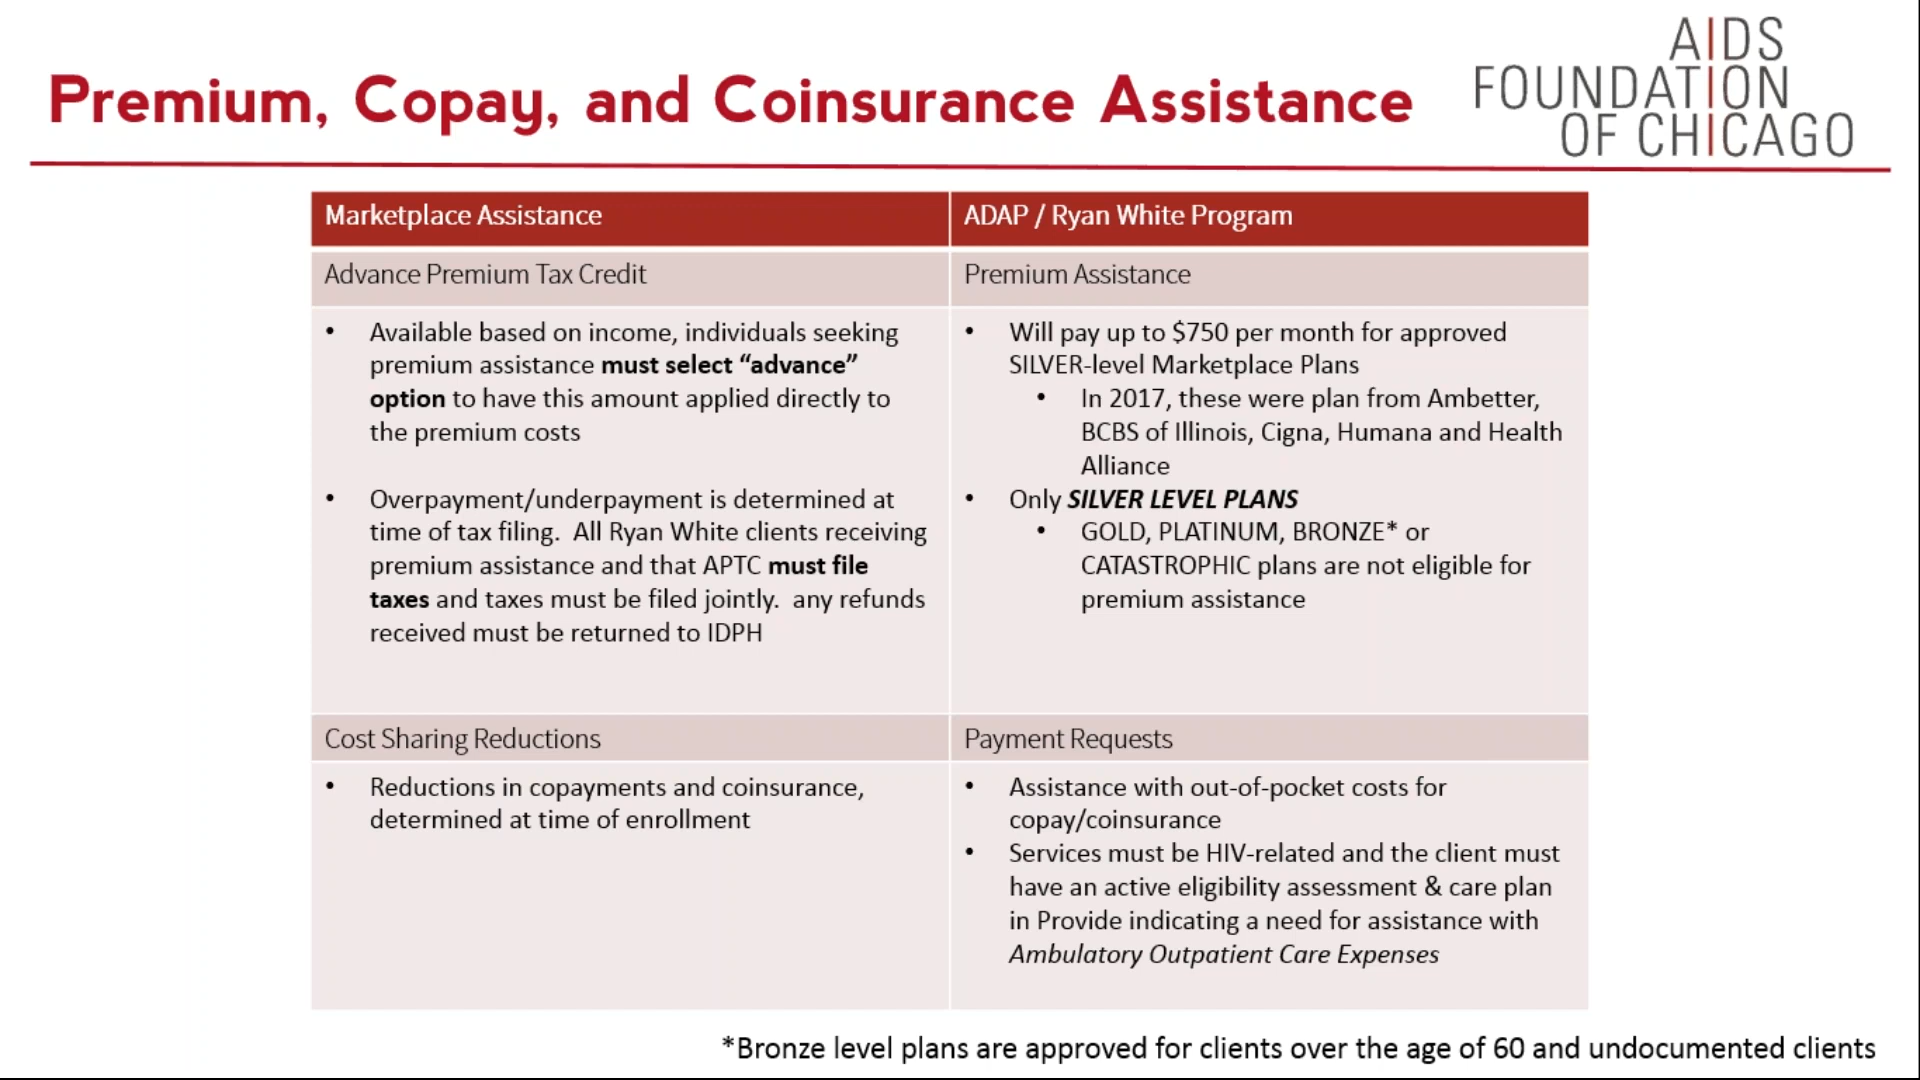 Premium, Copay, and Coinsurance Assistance
AIDS
FOUNDATION
OF CHICAGO
Marketplace Assistance
ADAP / Ryan White Program
Advance Premium Tax Credit
Premium Assistance
• Available based on income, individuals seeking
premium assistance must select “advance”
option to have this amount applied directly to
the premium costs
• Overpayment/underpayment is determined at
time of tax filing.  All Ryan White clients receiving
premium assistance and that APTC must file
taxes and taxes must be filed jointly.  any refunds
received must be returned to IDPH
• Will pay up to $750 per month for approved
SILVER-level Marketplace Plans
• In 2017, these were plan from Ambetter,
BCBS of Illinois, Cigna, Humana and Health
Alliance
• Only SILVER LEVEL PLANS
• GOLD, PLATINUM, BRONZE* or
CATASTROPHIC plans are not eligible for
premium assistance
Cost Sharing Reductions
Payment Requests
• Reductions in copayments and coinsurance,
determined at time of enrollment
• Assistance with out-of-pocket costs for
copay/coinsurance
• Services must be HIV-related and the client must
have an active eligibility assessment & care plan
in Provide indicating a need for assistance with
Ambulatory Outpatient Care Expenses
*Bronze level plans are approved for clients over the age of 60 and undocumented clients